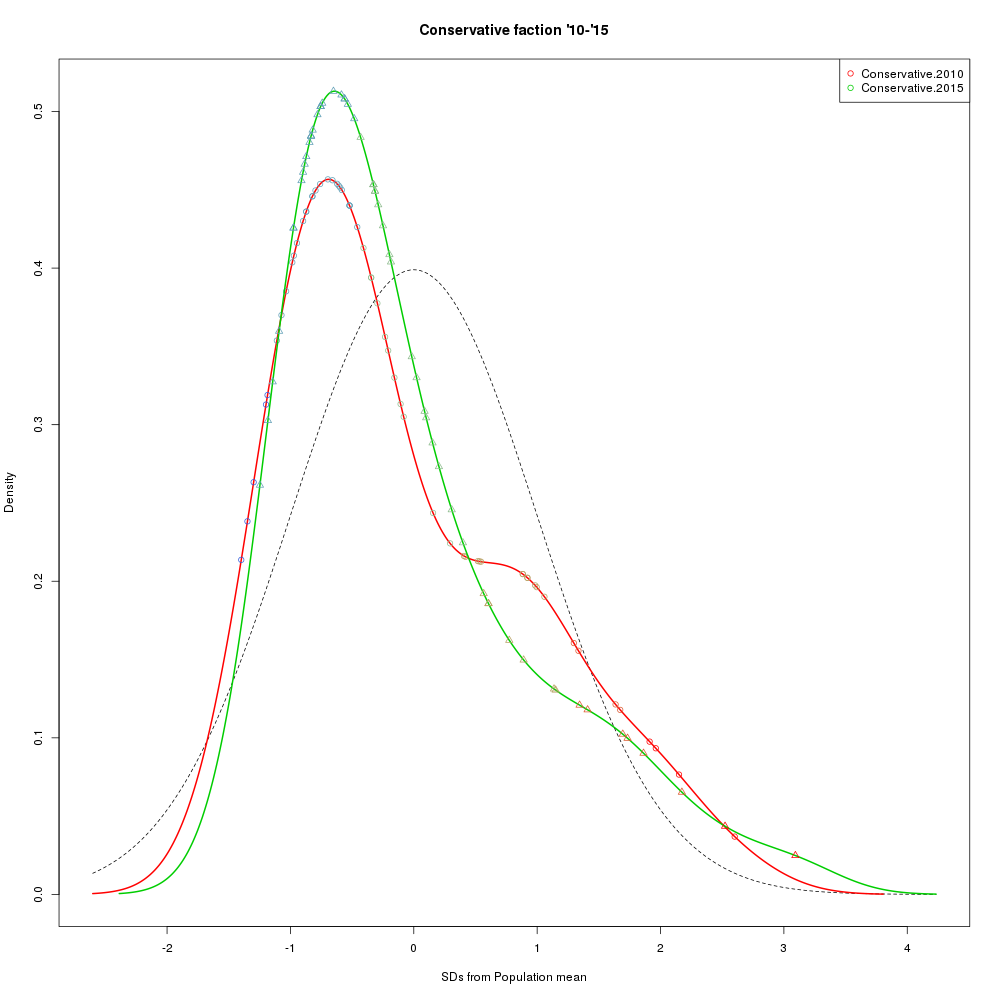 Conservative faction '10-'15
Conservative.2010
Conservative.2015
Density
0.5
0.4
0.3
0.2
0.1
0.0
-2 -1 0 1 2 3 4
SDs from Population mean